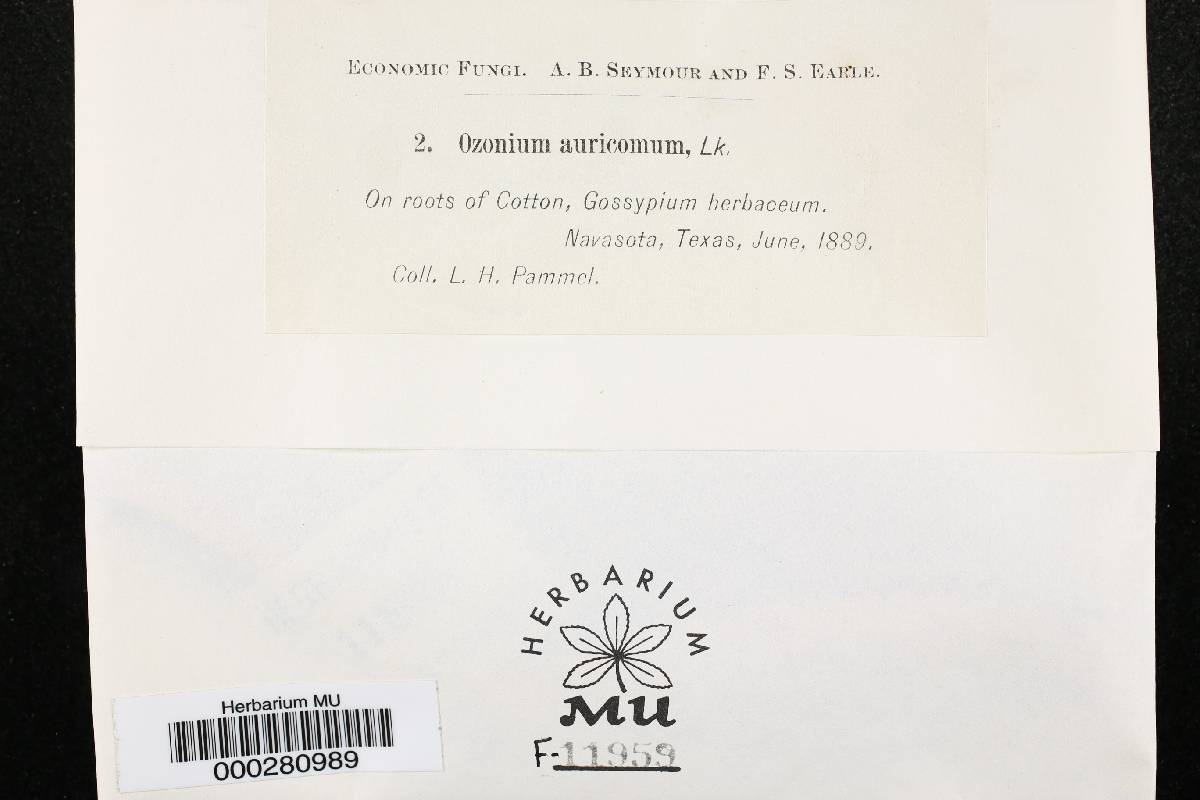 Economic Fungi. A. B. Seymour and F. S. Earle.
2. Ozonium auricomum, Lk.
On roots of Cotton, Gossypium herbaceum.
Navasota, Texas, June, 1889.
Coll. L. H. Pammel.
HERBARIUM
MU
F-11959
Herbarium MU
000280989